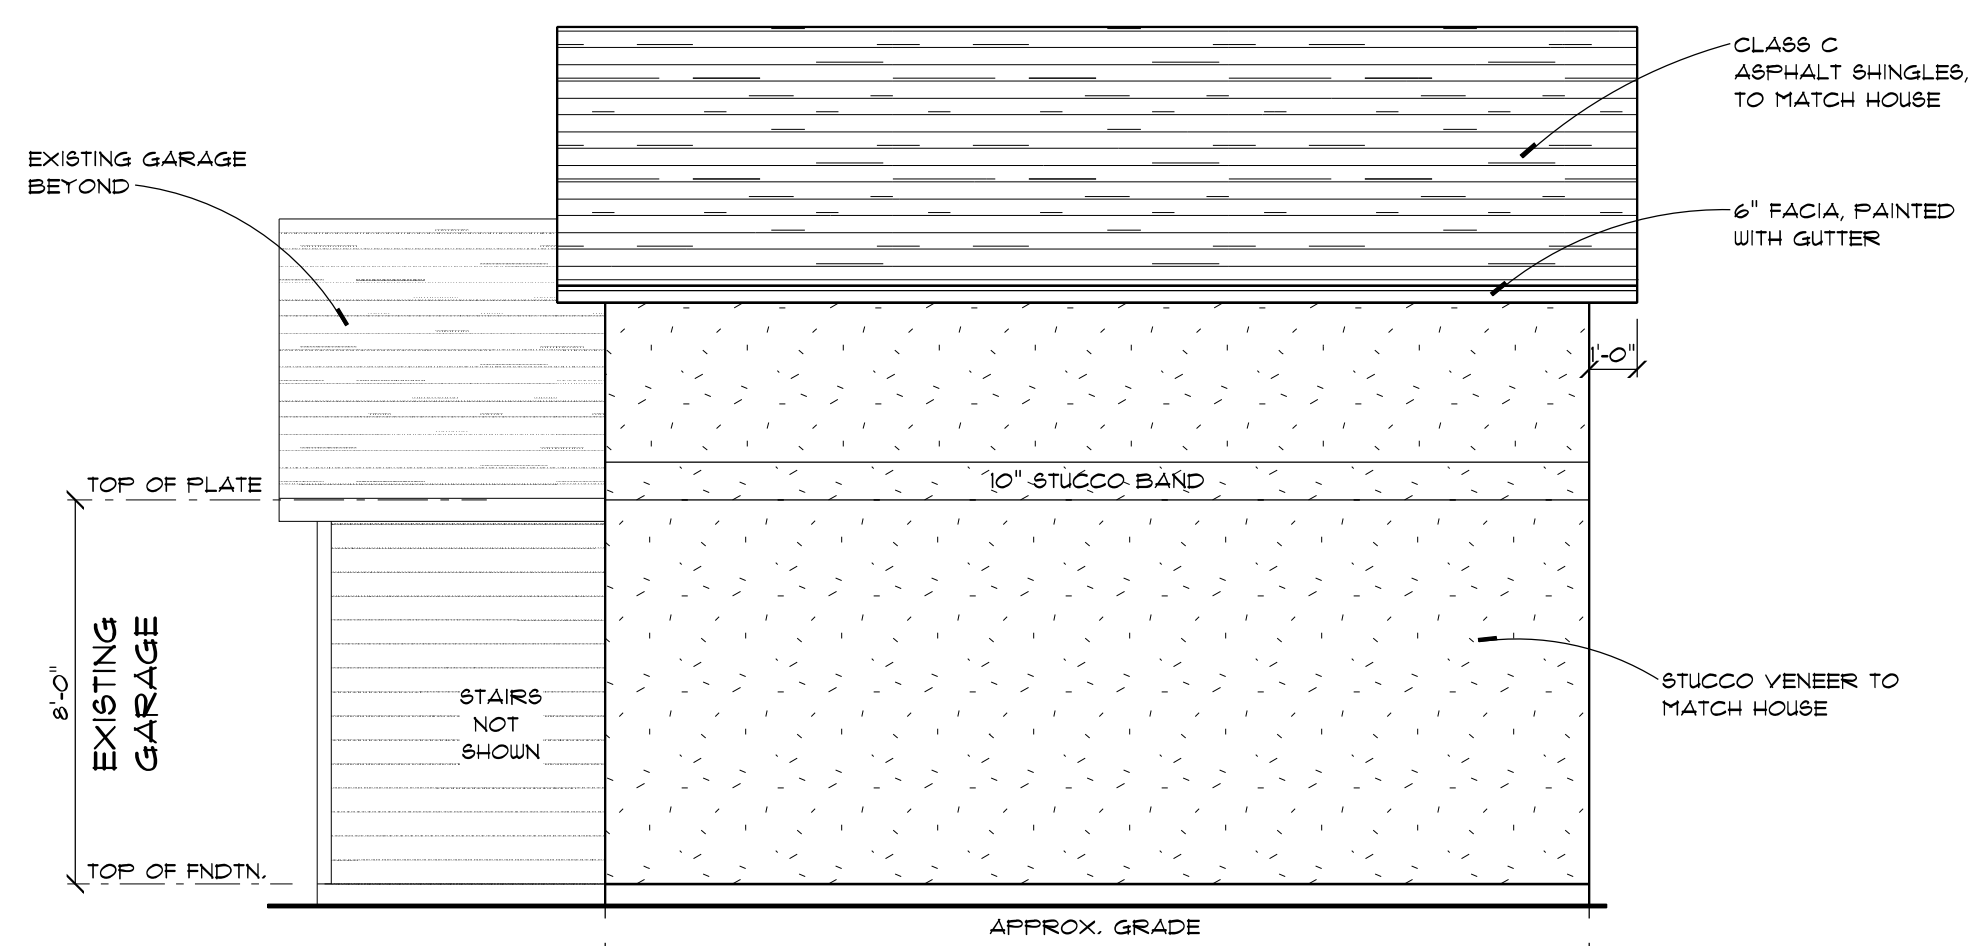 CLASS C
ASPHALT SHINGLES,
TO MATCH HOUSE
EXISTING GARAGE
BEYOND
6" FACIA, PAINTED
WITH GUTTER
1'-0"
TOP OF PLATE
10" STUCCO BAND
8'-0"
EXISTING
GARAGE
STAIRS
NOT
SHOWN
STUCCO VENEER TO
MATCH HOUSE
TOP OF FNDTN.
APPROX. GRADE